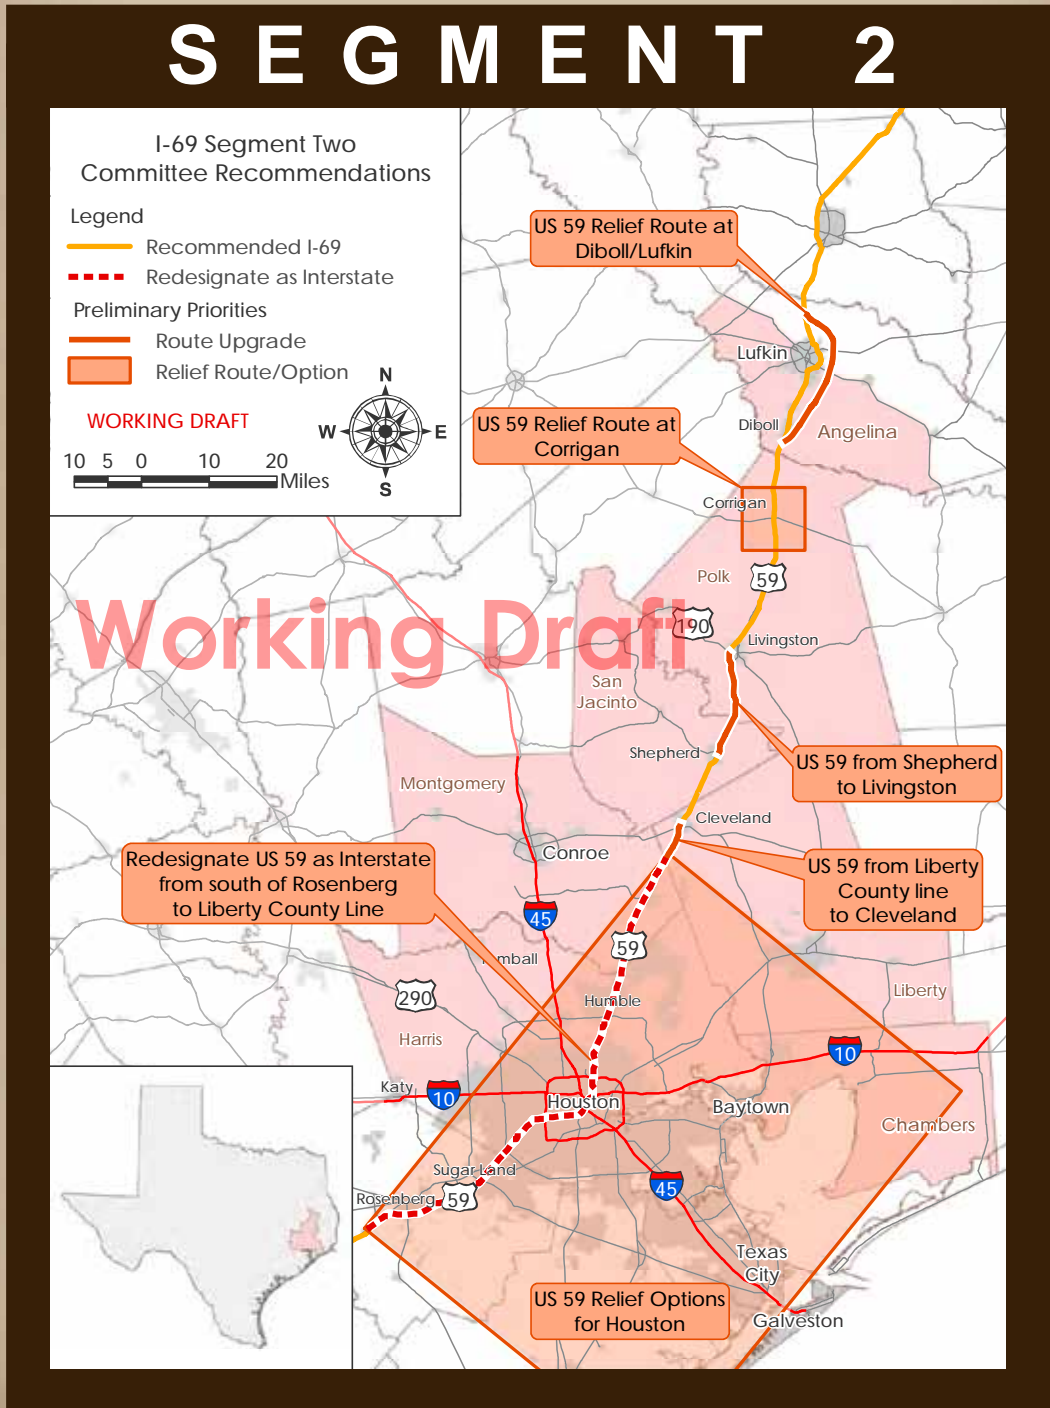 SEGMENT 2
I-69 Segment Two
Committee Recommendations
Legend
Recommended I-69
Redesignate as Interstate
Preliminary Priorities
Route Upgrade
Relief Route/Option
WORKING DRAFT
N
W
E
S
10 5 0 10 20
Miles
US 59 Relief Route at
Diboll/Lufkin
Lufkin
US 59 Relief Route at
Corrigan
Diboll
Angelina
Corrigan
Polk
59
Working Draft
190
Livingston
San
Jacinto
Shepherd
US 59 from Shepherd
to Livingston
Montgomery
Cleveland
Conroe
Redesignate US 59 as Interstate
from south of Rosenberg
to Liberty County Line
US 59 from Liberty
County line
to Cleveland
45
59
Tomball
290
Humble
Liberty
Harris
10
Katy
10
Houston
Baytown
Chambers
Sugar Land
Rosenberg
59
45
Texas
City
US 59 Relief Options
for Houston
Galveston